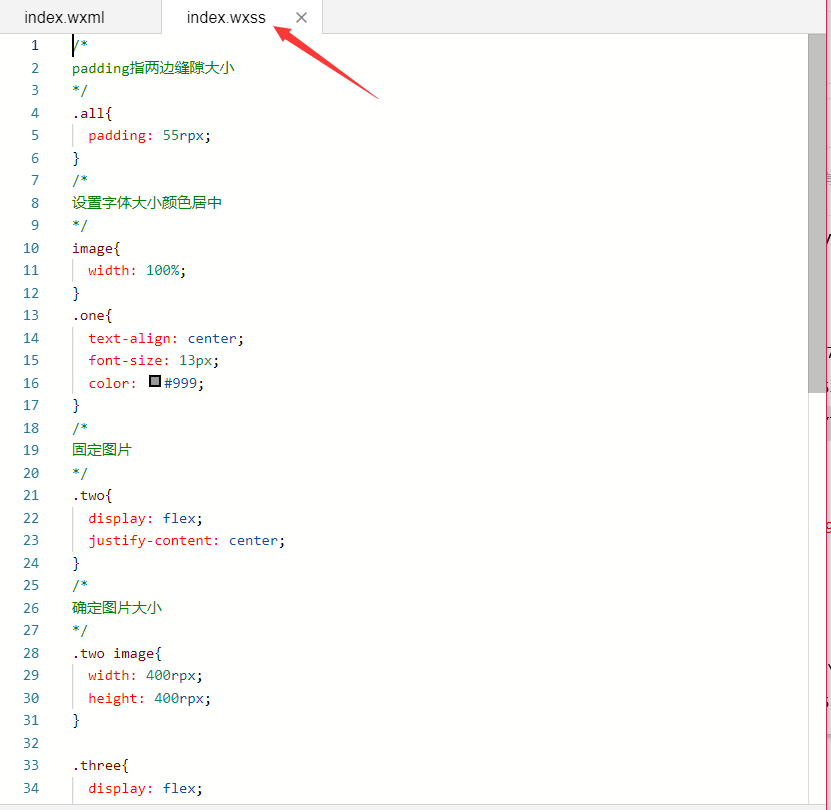 index.wxml
index.wxss
1 /*
2 padding指两边缝隙大小
3 */
4 .all{
5 padding: 55rpx;
6 }
7 /*
8 设置字体大小颜色居中
9 */
10 image{
11 width: 100%;
12 }
13 .one{
14 text-align: center;
15 font-size: 13px;
16 color: #999;
17 }
18 /*
19 固定图片
20 */
21 .two{
22 display: flex;
23 justify-content: center;
24 }
25 /*
26 确定图片大小
27 */
28 .two image{
29 width: 400rpx;
30 height: 400rpx;
31 }
32
33 .three{
34 display: flex;